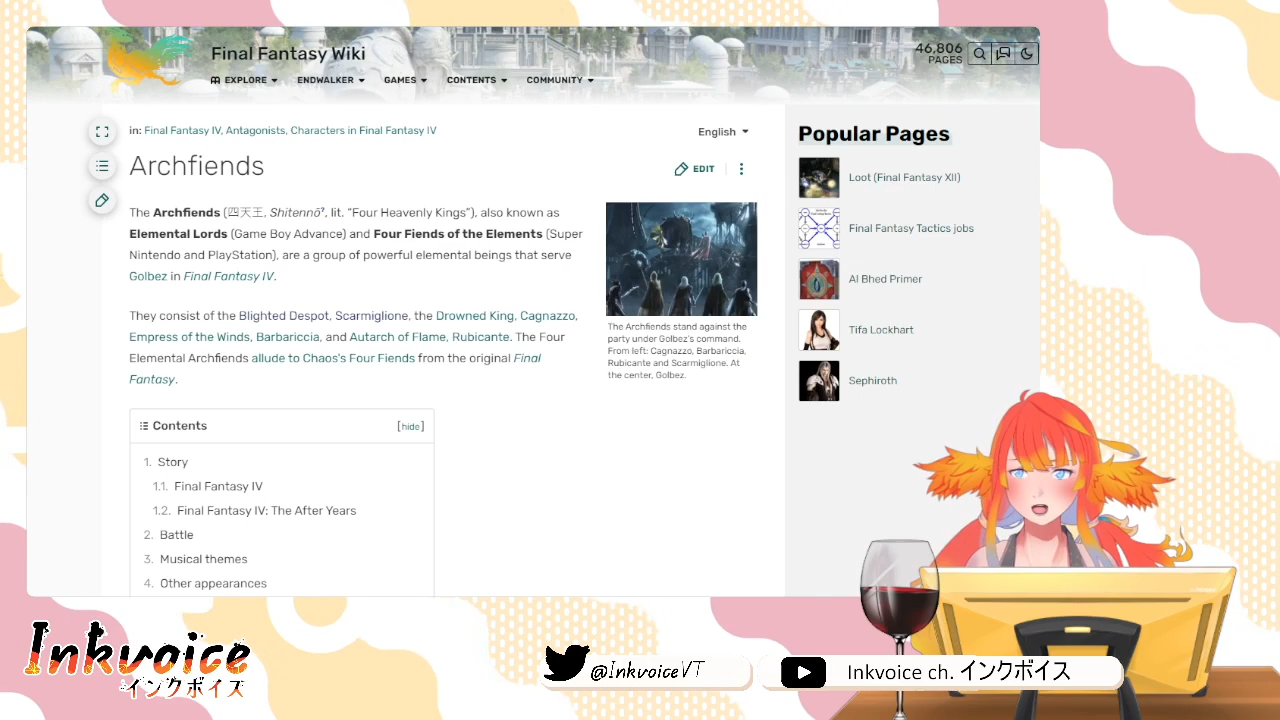 Final Fantasy Wiki
46,806
PAGES
EXPLORE
ENDWALKER
GAMES
CONTENTS
COMMUNITY
in: Final Fantasy IV, Antagonists, Characters in Final Fantasy IV
English
Archfiends
EDIT
The Archfiends (四天王, Shitennō?, lit. "Four Heavenly Kings"), also known as
Elemental Lords (Game Boy Advance) and Four Fiends of the Elements (Super
Nintendo and PlayStation), are a group of powerful elemental beings that serve
Golbez in Final Fantasy IV.
They consist of the Blighted Despot, Scarmiglione, the Drowned King, Cagnazzo,
Empress of the Winds, Barbariccia, and Autarch of Flame, Rubicante. The Four
Elemental Archfiends allude to Chaos's Four Fiends from the original Final
Fantasy.
The Archfiends stand against the
party under Golbez's command.
From left: Cagnazzo, Barbariccia,
Rubicante and Scarmiglione. At
the center, Golbez.
Contents
[hide]
1. Story
1.1. Final Fantasy IV
1.2. Final Fantasy IV: The After Years
2. Battle
3. Musical themes
4. Other appearances
Popular Pages
Loot (Final Fantasy XII)
Final Fantasy Tactics jobs
Al Bhed Primer
Tifa Lockhart
Sephiroth
Inkvoice
インクボイス
@InkvoiceVT
Inkvoice ch. インクボイス